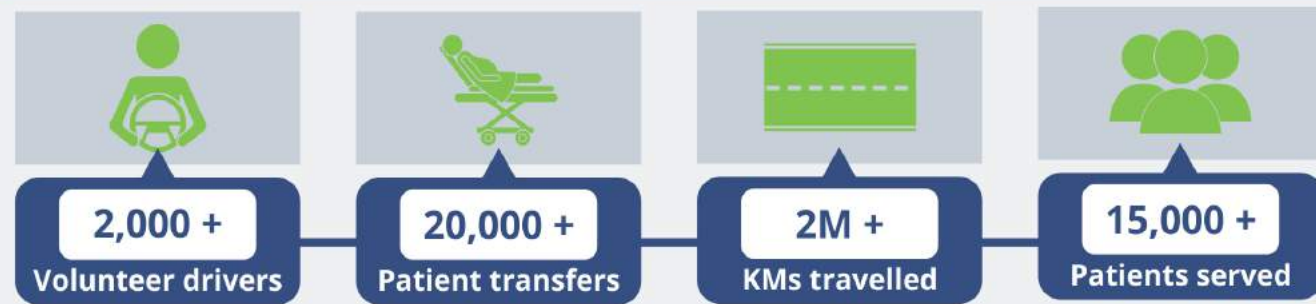 2,000 +
Volunteer drivers
20,000 +
Patient transfers
2M +
KMs travelled
15,000 +
Patients served